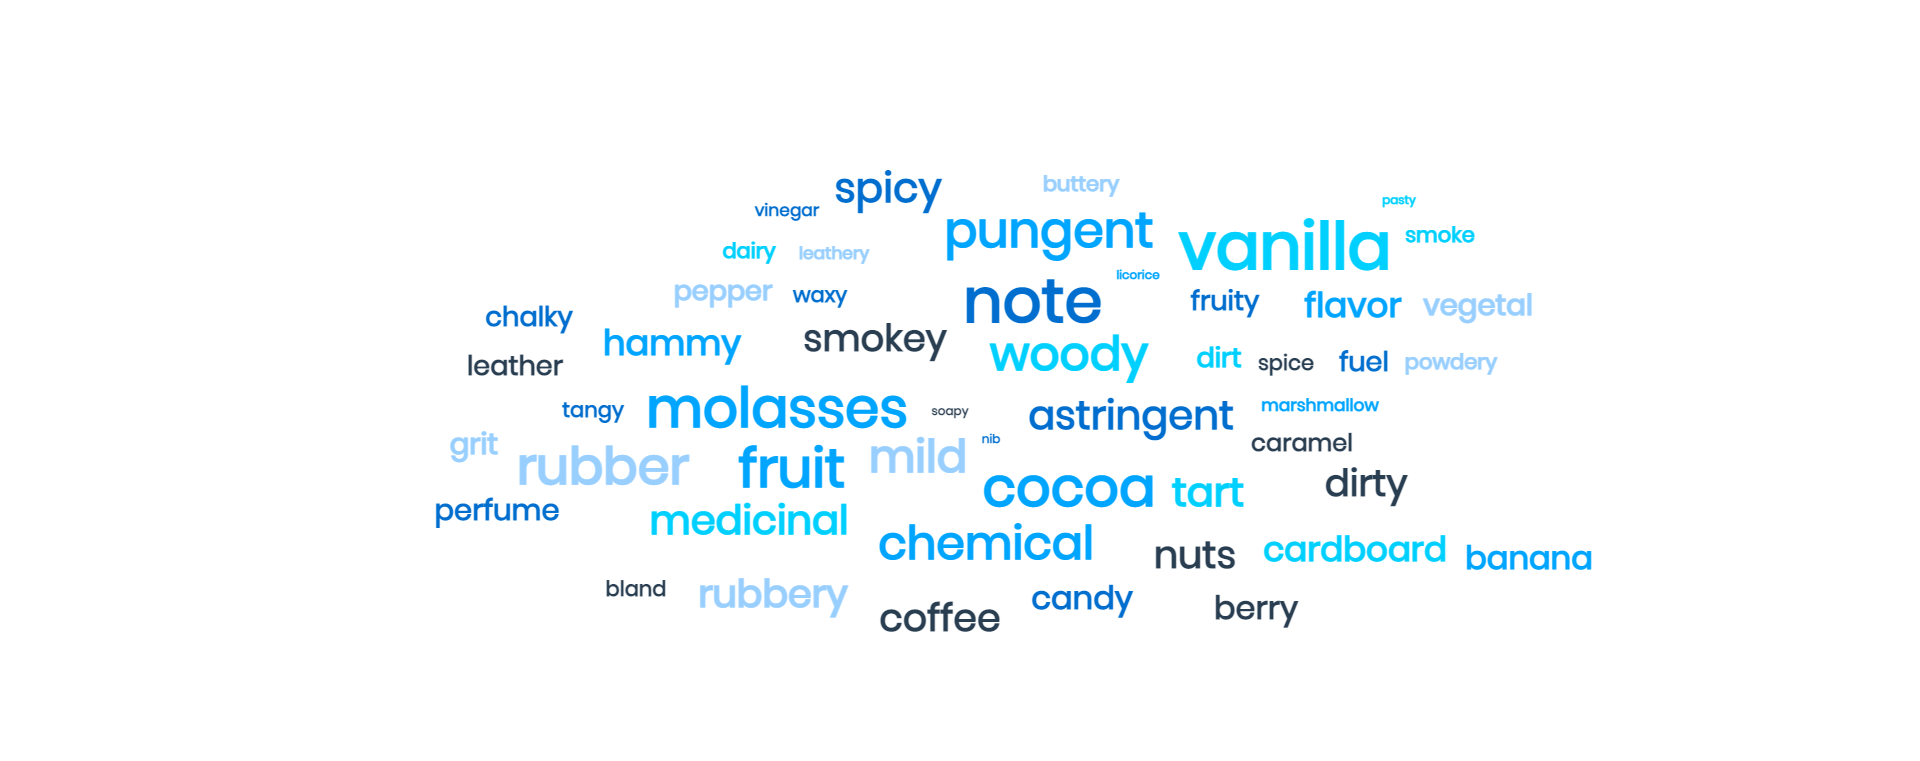 spicy
buttery
vinegar
pasty
pungent
vanilla
smoke
dairy
leathery
licorice
pepper
waxy
note
fruity
flavor
vegetal
chalky
hammy
smokey
woody
dirt
spice
fuel
powdery
leather
tangy
molasses
soapy
astringent
marshmallow
grit
rubber
fruit
mild
nib
caramel
cocoa
tart
dirty
perfume
medicinal
chemical
nuts
cardboard
banana
bland
rubbery
coffee
candy
berry